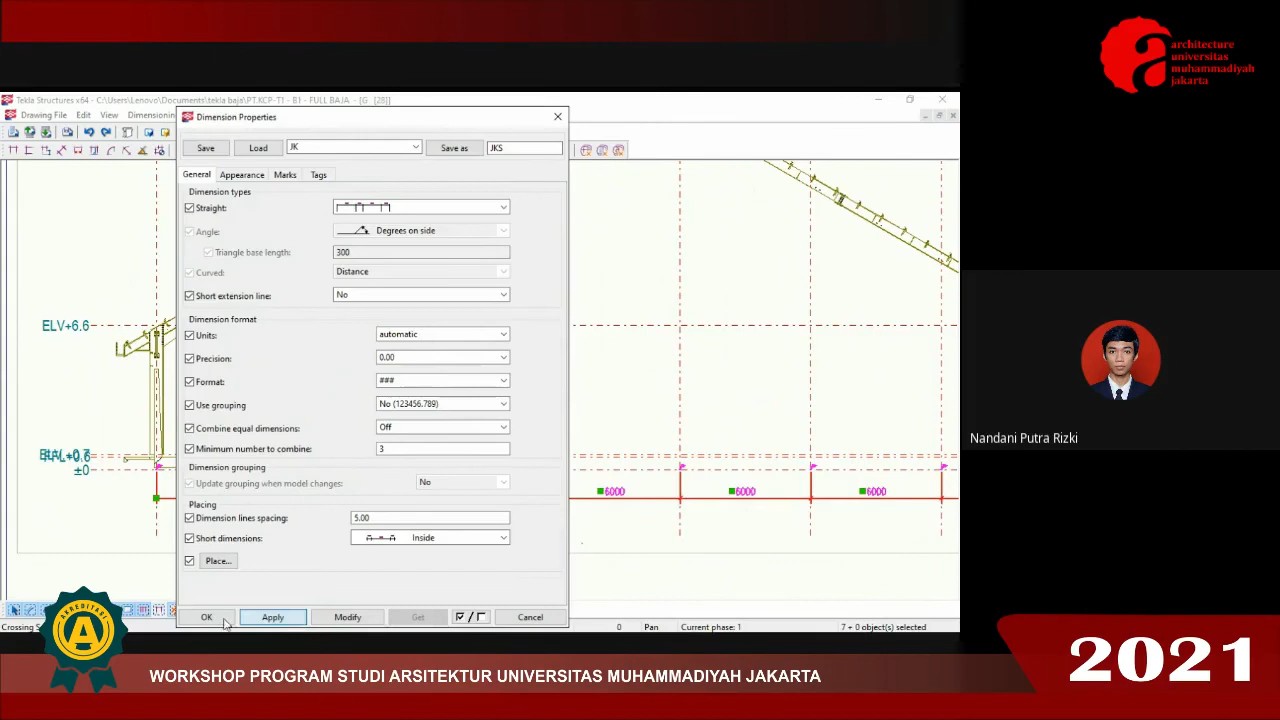 architecture
universitas
muhammadiyah
jakarta
Tekla Structures x64 - C:\Users\Lenovo\Documents\tekla baja\PT.KCP-T1 - B1 - FULL BAJA - [G [28]]
Drawing File Edit View Dimensioning
Dimension Properties
Save Load JK Save as JKS
General Appearance Marks Tags
Dimension types
Straight:
Angle: Degrees on side
Triangle base length: 300
Curved: Distance
Short extension line: No
Dimension format
Units: automatic
Precision: 0.00
Format: ###
Use grouping No (123456.789)
Combine equal dimensions: Off
Minimum number to combine: 3
Dimension grouping
Update grouping when model changes: No
Placing
Dimension lines spacing: 5.00
Short dimensions: Inside
Place...
OK Apply Modify Get / Cancel
ELV+6.6
±0
6000 6000 6000
0 Pan Current phase: 1 7 + 0 object(s) selected
Nandani Putra Rizki
AKREDITASI
A
WORKSHOP PROGRAM STUDI ARSITEKTUR UNIVERSITAS MUHAMMADIYAH JAKARTA
2021